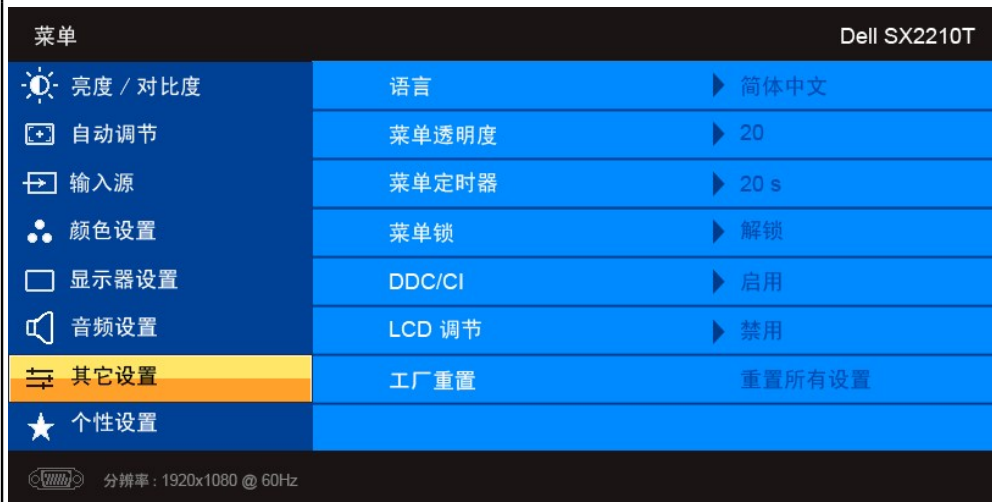 菜单 Dell SX2210T
亮度 / 对比度 语言 简体中文
自动调节 菜单透明度 20
输入源 菜单定时器 20 s
颜色设置 菜单锁 解锁
显示器设置 DDC/CI 启用
音频设置 LCD 调节 禁用
其它设置 工厂重置 重置所有设置
个性设置
分辨率 : 1920x1080 @ 60Hz